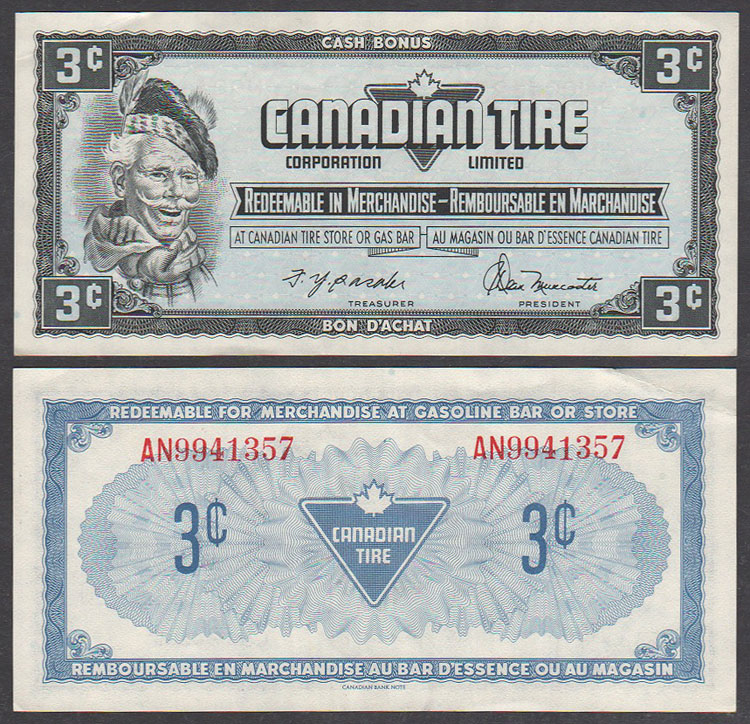 CASH BONUS
3¢ 3¢
CANADIAN TIRE
CORPORATION LIMITED
REDEEMABLE IN MERCHANDISE - REMBOURSABLE EN MARCHANDISE
AT CANADIAN TIRE STORE OR GAS BAR AU MAGASIN OU BAR D'ESSENCE CANADIAN TIRE
TREASURER PRESIDENT
3¢ 3¢
BON D'ACHAT
REDEEMABLE FOR MERCHANDISE AT GASOLINE BAR OR STORE
AN9941357 AN9941357
3¢ 3¢
CANADIAN
TIRE
REMBOURSABLE EN MARCHANDISE AU BAR D'ESSENCE OU AU MAGASIN
CANADIAN BANK NOTE